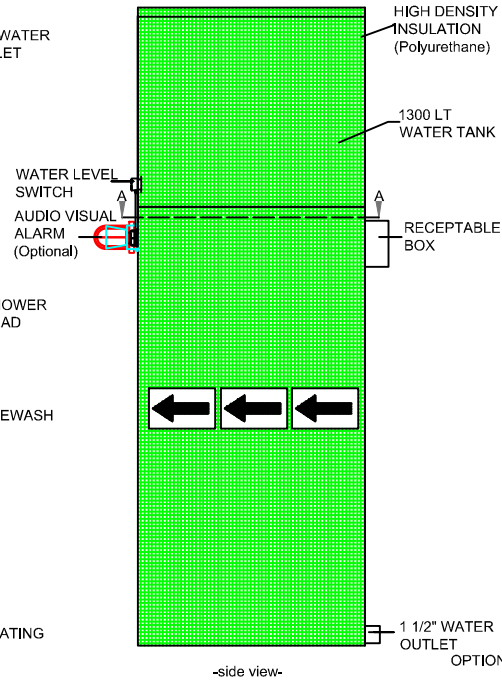 WATER
LET
HIGH DENSITY
INSULATION
(Polyurethane)
1300 LT
WATER TANK
WATER LEVEL
SWITCH
A
A
AUDIO VISUAL
ALARM
(Optional)
RECEPTABLE
BOX
OWER
AD
EWASH
ATING
1 1/2" WATER
OUTLET
OPTION
-side view-